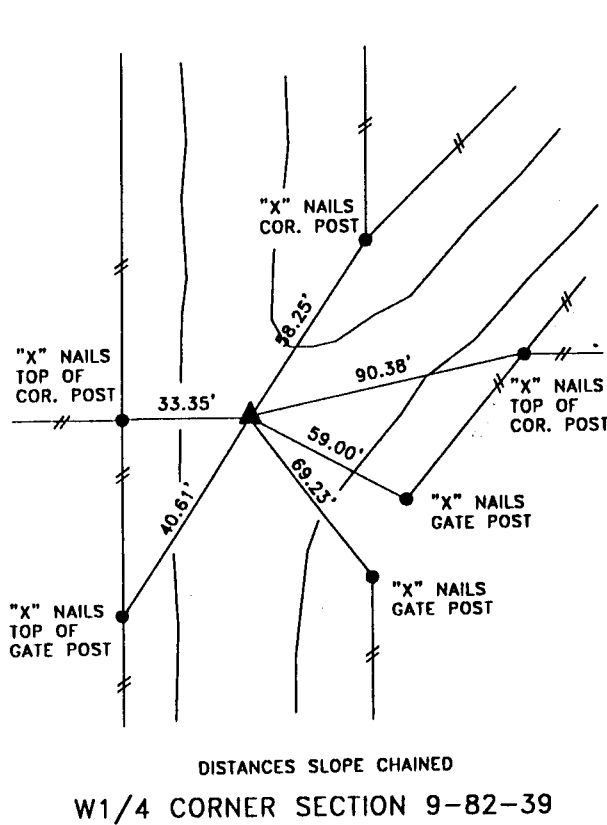 "X" NAILS
COR. POST
58.25'
"X" NAILS
TOP OF
COR. POST
33.35'
90.38'
"X" NAILS
TOP OF
COR. POST
59.00'
69.23'
40.61'
"X" NAILS
GATE POST
"X" NAILS
GATE POST
"X" NAILS
TOP OF
GATE POST
DISTANCES SLOPE CHAINED
W1/4 CORNER SECTION 9-82-39